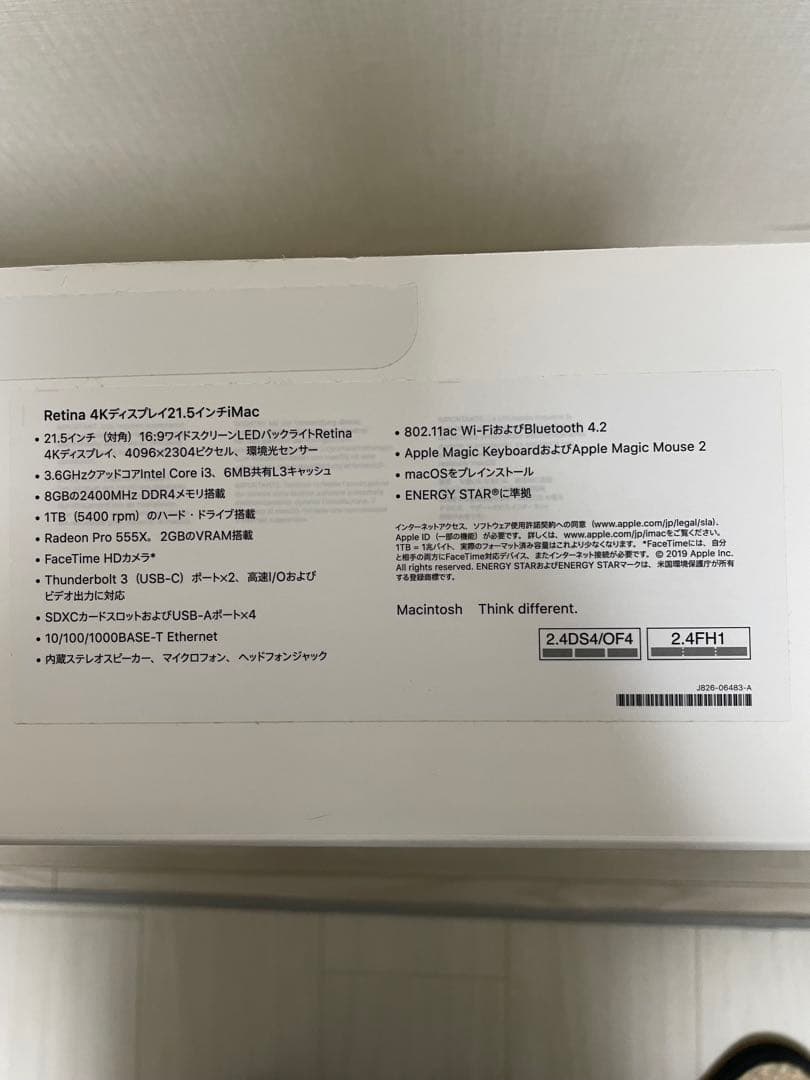 Retina 4Kディスプレイ21.5インチiMac
• 21.5インチ（対角）16:9ワイドスクリーンLEDバックライトRetina
4Kディスプレイ、4096×2304ピクセル、環境光センサー
• 3.6GHzクアッドコアIntel Core i3、6MB共有L3キャッシュ
• 8GBの2400MHz DDR4メモリ搭載
• 1TB（5400 rpm）のハード・ドライブ搭載
• Radeon Pro 555X。2GBのVRAM搭載
• FaceTime HDカメラ*
• Thunderbolt 3（USB-C）ポート×2、高速I/Oおよび
ビデオ出力に対応
• SDXCカードスロットおよびUSB-Aポート×4
• 10/100/1000BASE-T Ethernet
• 内蔵ステレオスピーカー、マイクロフォン、ヘッドフォンジャック
• 802.11ac Wi-FiおよびBluetooth 4.2
• Apple Magic KeyboardおよびApple Magic Mouse 2
• macOSをプレインストール
• ENERGY STAR®に準拠
インターネットアクセス、ソフトウェア使用許諾契約への同意（www.apple.com/jp/legal/sla）、
Apple ID（一部の機能）が必要です。詳しくは、www.apple.com/jp/imacをご覧ください。
1TB = 1兆バイト、実際のフォーマット済み容量はこれより少なくなります。*FaceTimeには、自分
と相手の両方にFaceTime対応デバイス、またインターネット接続が必要です。© 2019 Apple Inc.
All rights reserved. ENERGY STARおよびENERGY STARマークは、米国環境保護庁が所有
する登録商標です。
Macintosh Think different.
2.4DS4/OF4 2.4FH1
J826-06483-A